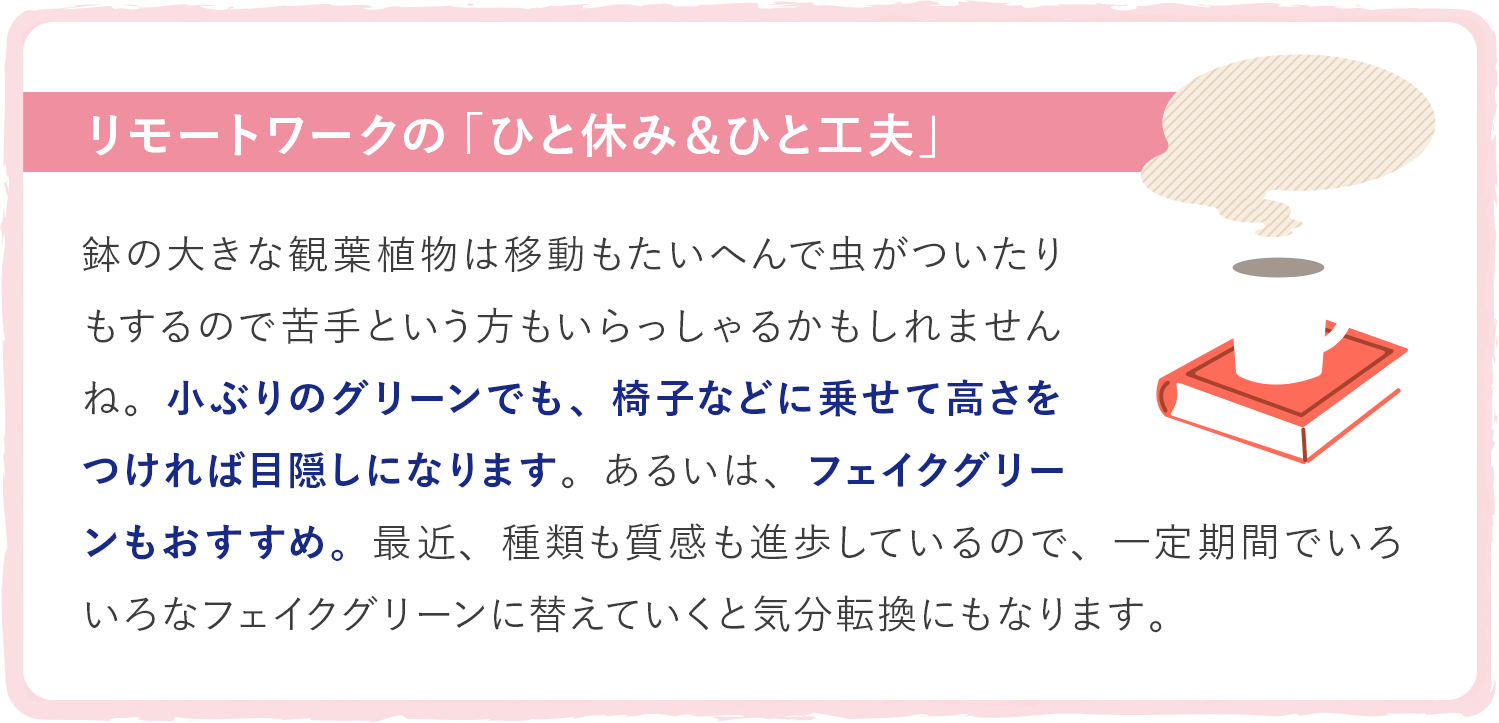 リモートワークの「ひと休み＆ひと工夫」
鉢の大きな観葉植物は移動もたいへんで虫がついたり
もするので苦手という方もいらっしゃるかもしれません
ね。小ぶりのグリーンでも、椅子などに乗せて高さを
つければ目隠しになります。あるいは、フェイクグリー
ンもおすすめ。最近、種類も質感も進歩しているので、一定期間でいろ
いろなフェイクグリーンに替えていくと気分転換にもなります。